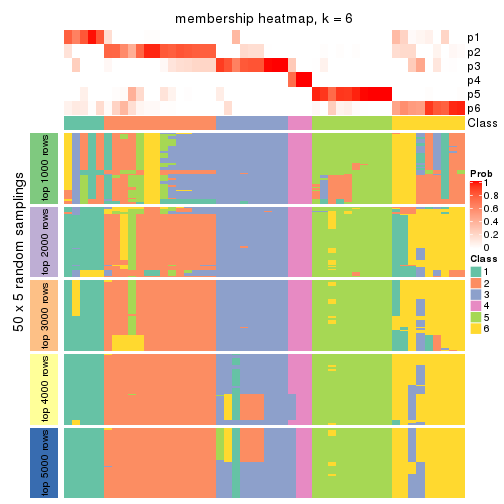 membership heatmap, k = 6
p1
p2
p3
p4
p5
p6
Class
50 x 5 random samplings
top 1000 rows
top 2000 rows
top 3000 rows
top 4000 rows
top 5000 rows
Prob
1
0.8
0.6
0.4
0.2
0
Class
1
2
3
4
5
6